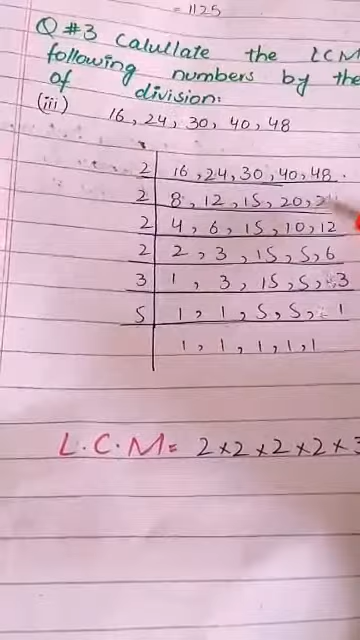 = 1125
Q #3 Calullate the LCM
following numbers by the
of division:
(iii) 16, 24, 30, 40, 48
2 16, 24, 30, 40, 48.
2 8, 12, 15, 20, 2
2 4, 6, 15, 10, 12
2 2, 3, 15, 5, 6
3 1, 3, 15, 5, 3
5 1, 1, 5, 5, 1
1, 1, 1, 1, 1
L.C.M= 2×2×2×2×3